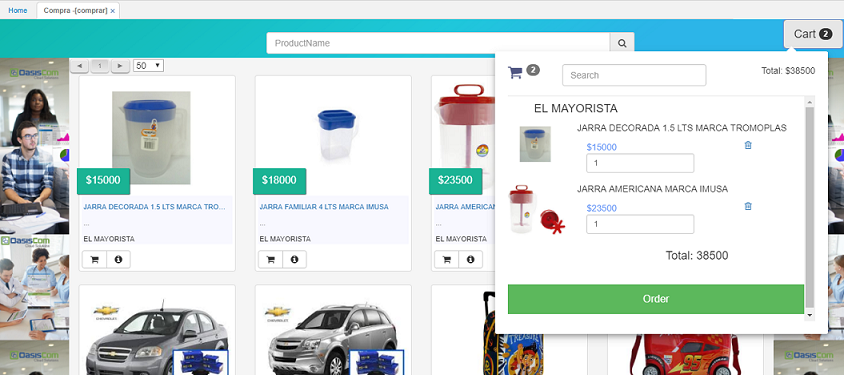 Home
Compra -[comprar] ×
ProductName
Cart 2
OasisCom
50
1
2
Search
Total: $38500
EL MAYORISTA
JARRA DECORADA 1.5 LTS MARCA TROMOPLAS
$15000
1
JARRA AMERICANA MARCA IMUSA
$23500
1
Total: 38500
Order
$15000
JARRA DECORADA 1.5 LTS MARCA TRO...
...
EL MAYORISTA
$18000
JARRA FAMILIAR 4 LTS MARCA IMUSA
...
EL MAYORISTA
$23500
JARRA AMERICAN
...
EL MAYORISTA
OasisCom
OasisCom
CHEVROLET
CHEVROLET
95